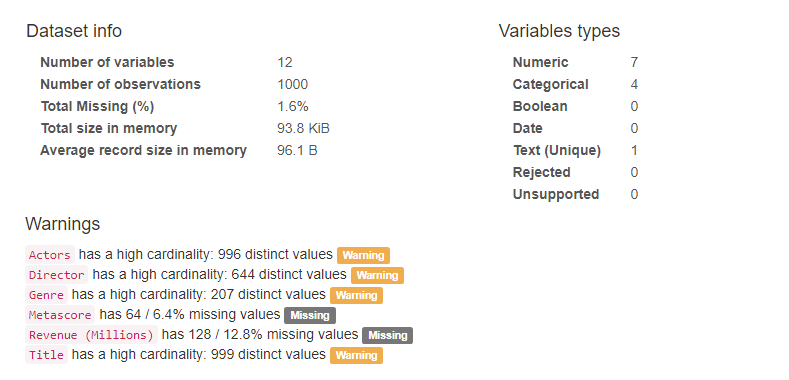 Dataset info
Number of variables 12
Number of observations 1000
Total Missing (%) 1.6%
Total size in memory 93.8 KiB
Average record size in memory 96.1 B
Variables types
Numeric 7
Categorical 4
Boolean 0
Date 0
Text (Unique) 1
Rejected 0
Unsupported 0
Warnings
Actors has a high cardinality: 996 distinct values Warning
Director has a high cardinality: 644 distinct values Warning
Genre has a high cardinality: 207 distinct values Warning
Metascore has 64 / 6.4% missing values Missing
Revenue (Millions) has 128 / 12.8% missing values Missing
Title has a high cardinality: 999 distinct values Warning